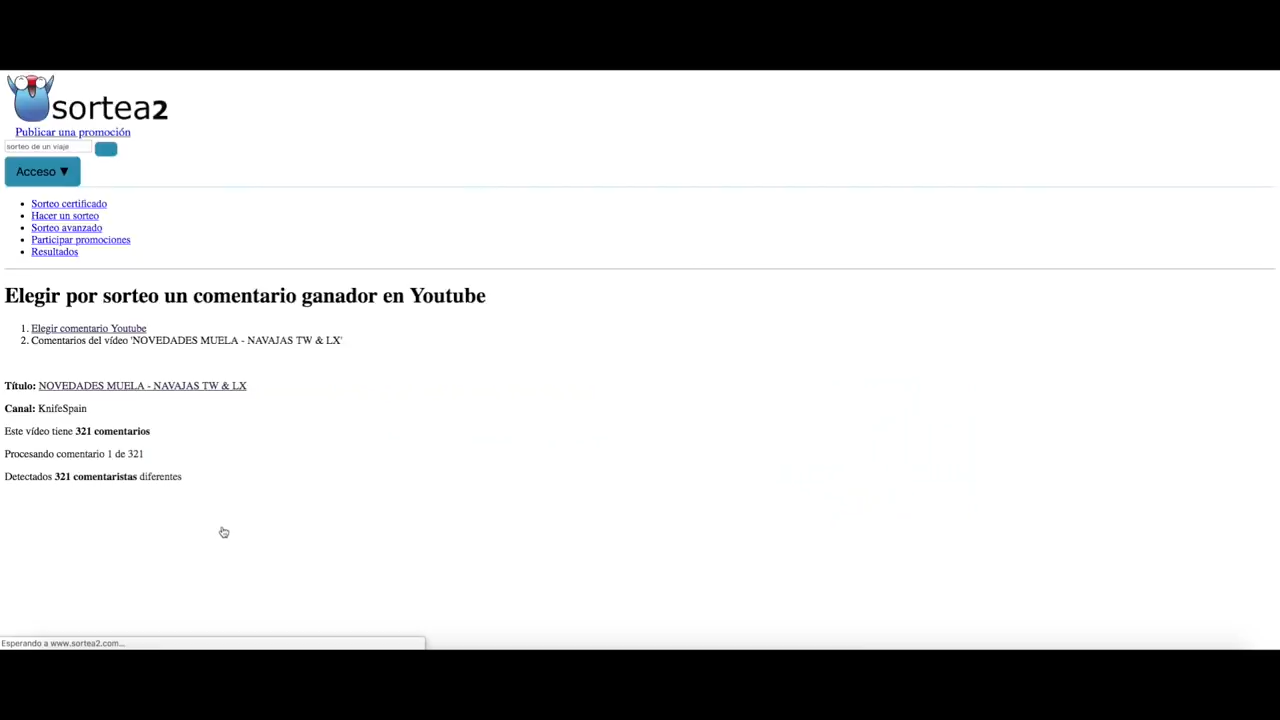 sortea2
Publicar una promoción
sorteo de un viaje
Acceso ▼
Sorteo certificado
Hacer un sorteo
Sorteo avanzado
Participar promociones
Resultados
Elegir por sorteo un comentario ganador en Youtube
1. Elegir comentario Youtube
2. Comentarios del vídeo 'NOVEDADES MUELA - NAVAJAS TW & LX'
Título: NOVEDADES MUELA - NAVAJAS TW & LX
Canal: KnifeSpain
Este vídeo tiene 321 comentarios
Procesando comentario 1 de 321
Detectados 321 comentaristas diferentes
Esperando a www.sortea2.com...